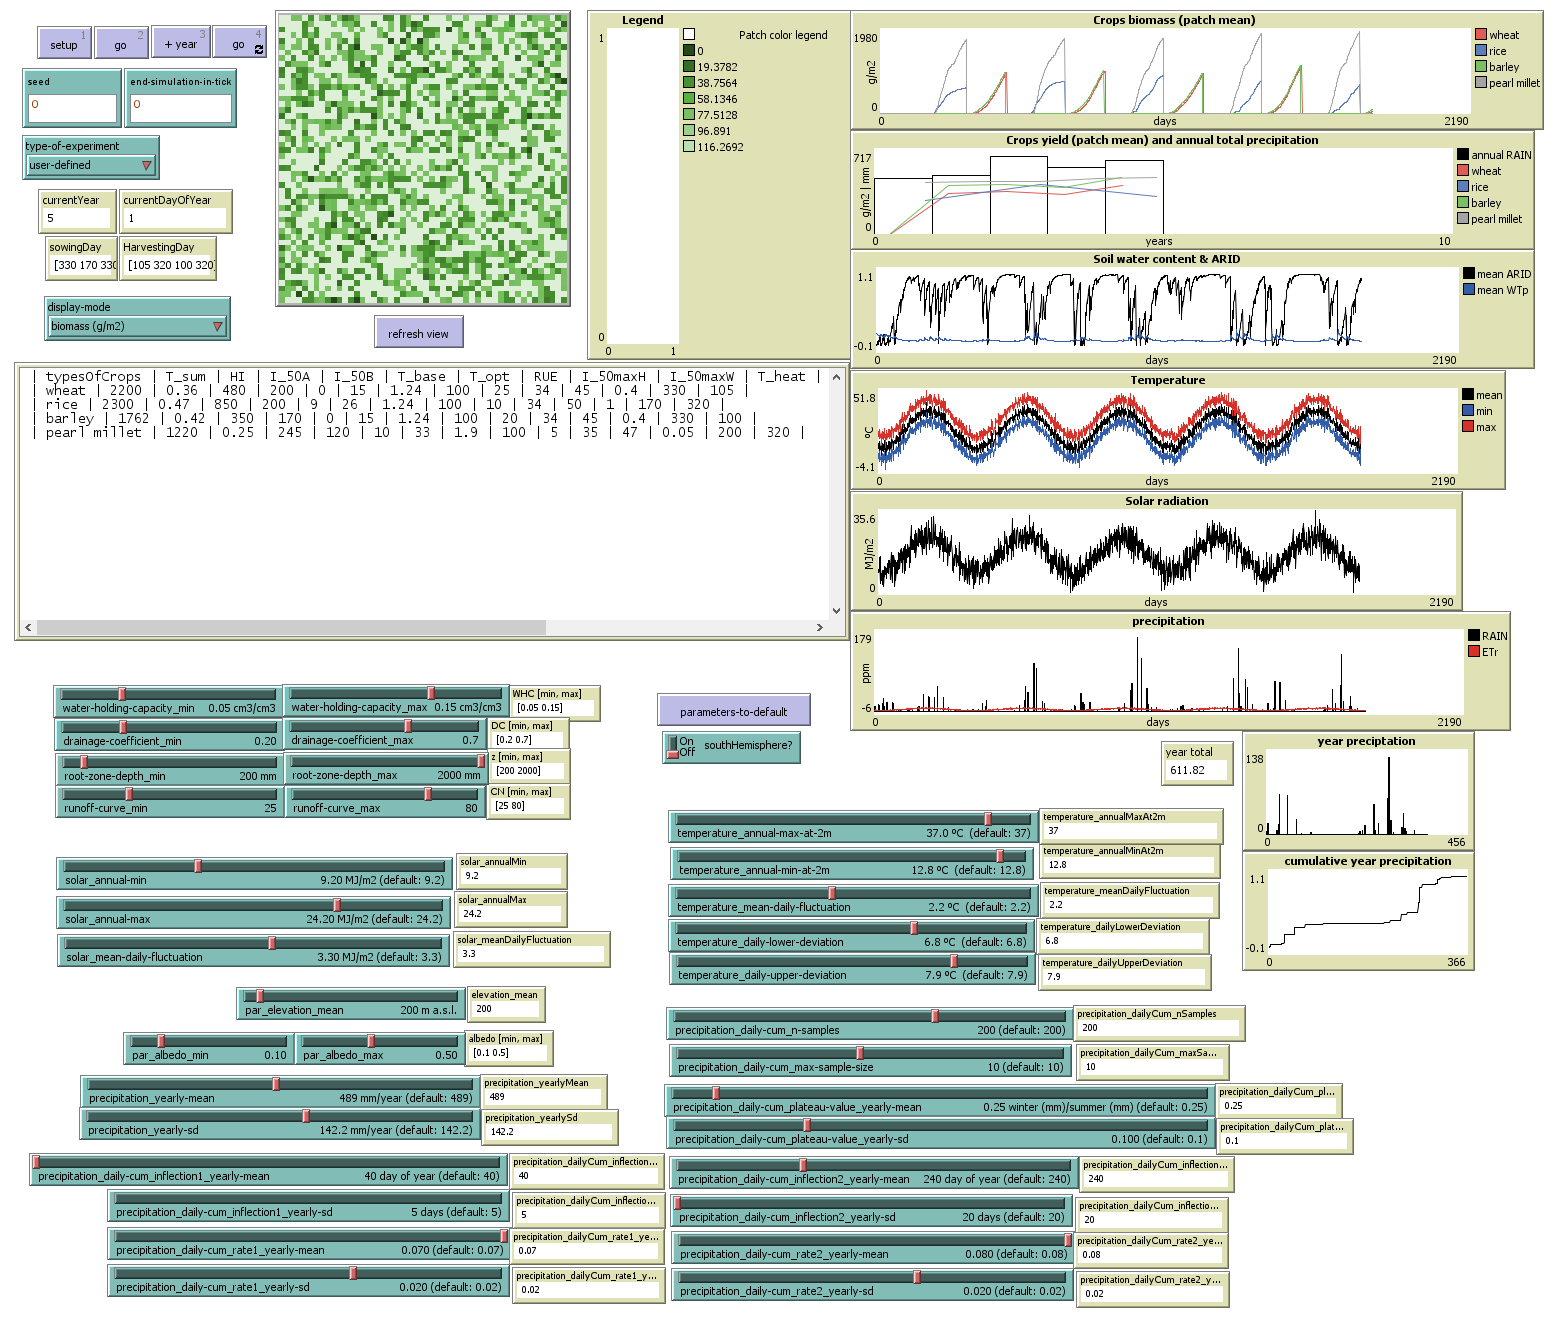 setup
1
go
2
+ year
3
go
4
seed
0
end-simulation-in-tick
0
type-of-experiment
user-defined
currentYear
5
currentDayOfYear
1
sowingDay
[330 170 330
HarvestingDay
[105 320 100 320]
display-mode
biomass (g/m2)
refresh view
Legend
1
0
0
1
Patch color legend
0
19.3782
38.7564
58.1346
77.5128
96.891
116.2692
Crops biomass (patch mean)
1980
g/m2
0
0
days
2190
wheat
rice
barley
pearl millet
Crops yield (patch mean) and annual total precipitation
717
g/m2 | mm
0
0
years
10
annual RAIN
wheat
rice
barley
pearl millet
Soil water content & ARID
1.1
-0.1
0
days
2190
mean ARID
mean WTp
Temperature
51.8
ºC
-4.1
0
days
2190
mean
min
max
Solar radiation
35.6
MJ/m2
0
0
days
2190
precipitation
179
ppm
-6
0
days
2190
RAIN
ETr
| typesOfCrops | T_sum | HI | I_50A | I_50B | T_base | T_opt | RUE | I_50maxH | I_50maxW | T_heat |
| wheat | 2200 | 0.36 | 480 | 200 | 0 | 15 | 1.24 | 100 | 25 | 34 | 45 | 0.4 | 330 | 105 |
| rice | 2300 | 0.47 | 850 | 200 | 9 | 26 | 1.24 | 100 | 10 | 34 | 50 | 1 | 170 | 320 |
| barley | 1762 | 0.42 | 350 | 170 | 0 | 15 | 1.24 | 100 | 20 | 34 | 45 | 0.4 | 330 | 100 |
| pearl millet | 1220 | 0.25 | 245 | 120 | 10 | 33 | 1.9 | 100 | 5 | 35 | 47 | 0.05 | 200 | 320 |
water-holding-capacity_min 0.05 cm3/cm3
water-holding-capacity_max 0.15 cm3/cm3
WHC [min, max]
[0.05 0.15]
drainage-coefficient_min 0.20
drainage-coefficient_max 0.7
DC [min, max]
[0.2 0.7]
root-zone-depth_min 200 mm
root-zone-depth_max 2000 mm
z [min, max]
[200 2000]
runoff-curve_min 25
runoff-curve_max 80
CN [min, max]
[25 80]
parameters-to-default
On
Off
southHemisphere?
year total
611.82
year preciptation
138
0
0
456
cumulative year precipitation
1.1
-0.1
0
366
solar_annual-min 9.20 MJ/m2 (default: 9.2)
solar_annualMin
9.2
solar_annual-max 24.20 MJ/m2 (default: 24.2)
solar_annualMax
24.2
solar_mean-daily-fluctuation 3.30 MJ/m2 (default: 3.3)
solar_meanDailyFluctuation
3.3
temperature_annual-max-at-2m 37.0 ºC (default: 37)
temperature_annualMaxAt2m
37
temperature_annual-min-at-2m 12.8 ºC (default: 12.8)
temperature_annualMinAt2m
12.8
temperature_mean-daily-fluctuation 2.2 ºC (default: 2.2)
temperature_meanDailyFluctuation
2.2
temperature_daily-lower-deviation 6.8 ºC (default: 6.8)
temperature_dailyLowerDeviation
6.8
temperature_daily-upper-deviation 7.9 ºC (default: 7.9)
temperature_dailyUpperDeviation
7.9
par_elevation_mean 200 m a.s.l.
elevation_mean
200
par_albedo_min 0.10
par_albedo_max 0.50
albedo [min, max]
[0.1 0.5]
precipitation_yearly-mean 489 mm/year (default: 489)
precipitation_yearlyMean
489
precipitation_yearly-sd 142.2 mm/year (default: 142.2)
precipitation_yearlySd
142.2
precipitation_daily-cum_n-samples 200 (default: 200)
precipitation_dailyCum_nSamples
200
precipitation_daily-cum_max-sample-size 10 (default: 10)
precipitation_dailyCum_maxSa...
10
precipitation_daily-cum_plateau-value_yearly-mean 0.25 winter (mm)/summer (mm) (default: 0.25)
precipitation_dailyCum_pl...
0.25
precipitation_daily-cum_plateau-value_yearly-sd 0.100 (default: 0.1)
precipitation_dailyCum_plat...
0.1
precipitation_daily-cum_inflection1_yearly-mean 40 day of year (default: 40)
precipitation_dailyCum_inflection...
40
precipitation_daily-cum_inflection2_yearly-mean 240 day of year (default: 240)
precipitation_dailyCum_inflection...
240
precipitation_daily-cum_inflection1_yearly-sd 5 days (default: 5)
precipitation_dailyCum_inflectio...
5
precipitation_daily-cum_inflection2_yearly-sd 20 days (default: 20)
precipitation_dailyCum_inflectio...
20
precipitation_daily-cum_rate1_yearly-mean 0.070 (default: 0.07)
precipitation_dailyCum_rate1_ye...
0.07
precipitation_daily-cum_rate2_yearly-mean 0.080 (default: 0.08)
precipitation_dailyCum_rate2_ye...
0.08
precipitation_daily-cum_rate1_yearly-sd 0.020 (default: 0.02)
precipitation_dailyCum_rate1_y...
0.02
precipitation_daily-cum_rate2_yearly-sd 0.020 (default: 0.02)
precipitation_dailyCum_rate2_y...
0.02